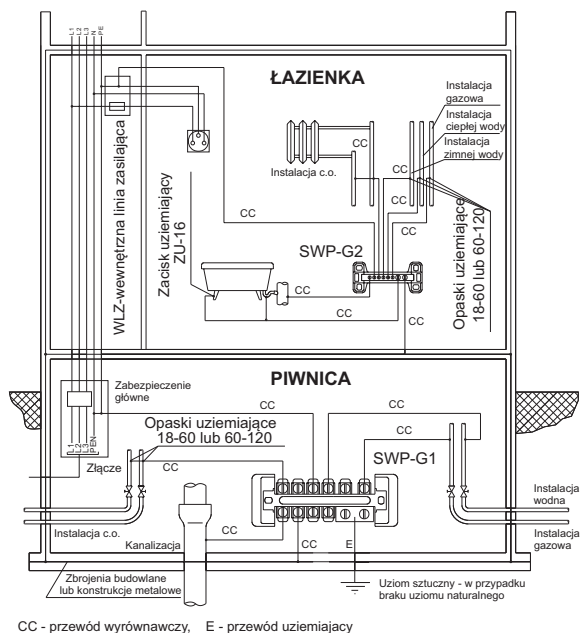 L1
L2
L3
N
PE
ŁAZIENKA
Instalacja
gazowa
Instalacja
ciepłej wody
Instalacja
zimnej wody
CC
CC
CC
CC
CC
Instalacja c.o.
WLZ-wewnętrzna linia zasilająca
Zacisk uziemiający
ZU-16
SWP-G2
Opaski uziemiające
18-60 lub 60-120
CC
CC
CC
PIWNICA
Zabezpieczenie
główne
CC
CC
L1
L2
L3
PEN
Opaski uziemiające
18-60 lub 60-120
CC
Złącze
CC
SWP-G1
Instalacja
wodna
Instalacja c.o.
Kanalizacja
CC
CC
E
Instalacja
gazowa
Zbrojenia budowlane
lub konstrukcje metalowe
Uziom sztuczny - w przypadku
braku uziomu naturalnego
CC - przewód wyrównawczy, E - przewód uziemiajacy